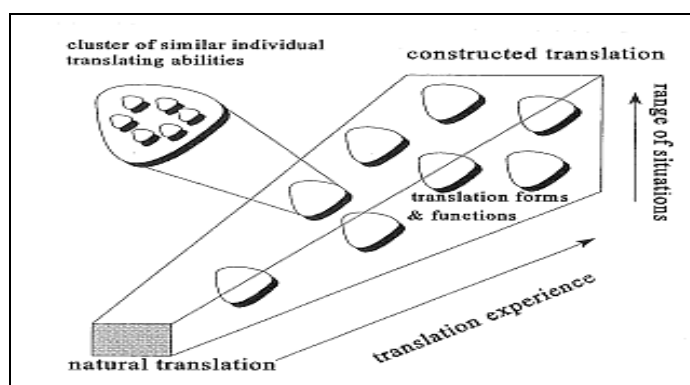 cluster of similar individual
translating abilities
constructed translation
range of situations
translation forms
& functions
translation experience
natural translation